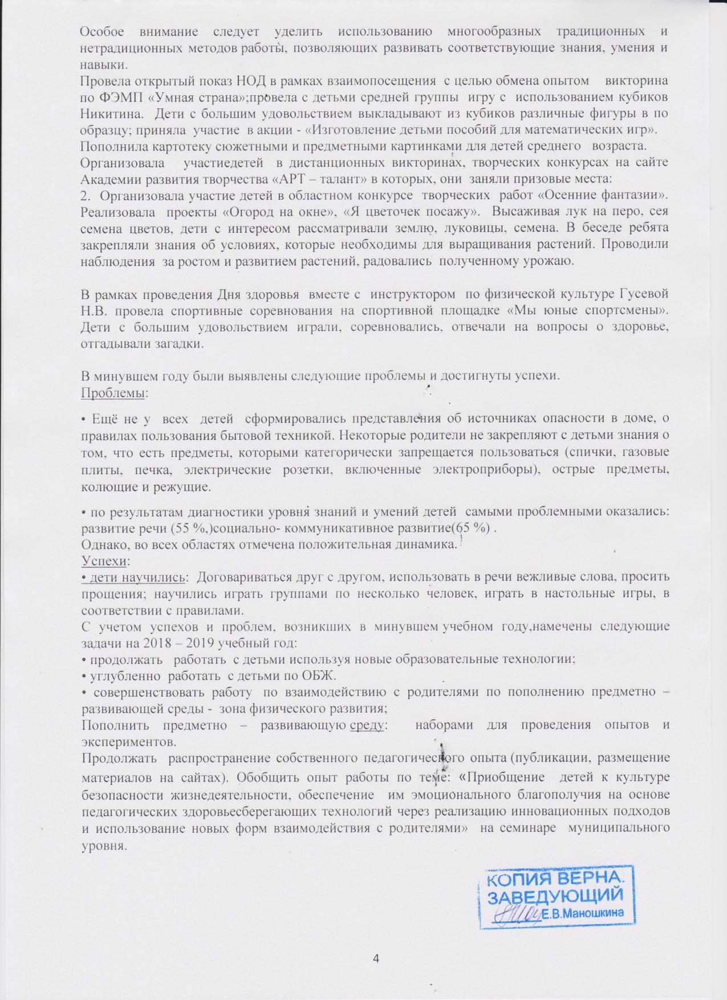 Особое внимание следует уделить использованию многообразных традиционных и
нетрадиционных методов работы, позволяющих развивать соответствующие знания, умения и
навыки.
Провела открытый показ НОД в рамках взаимопосещения с целью обмена опытом викторина
по ФЭМП «Умная страна»;провела с детьми средней группы игру с использованием кубиков
Никитина. Дети с большим удовольствием выкладывают из кубиков различные фигуры в по
образцу; приняла участие в акции - «Изготовление детьми пособий для математических игр».
Пополнила картотеку сюжетными и предметными картинками для детей среднего возраста.
Организовала участиедетей в дистанционных викторинах, творческих конкурсах на сайте
Академии развития творчества «АРТ – талант» в которых, они заняли призовые места:
2. Организовала участие детей в областном конкурсе творческих работ «Осенние фантазии».
Реализовала проекты «Огород на окне», «Я цветочек посажу». Высаживая лук на перо, сея
семена цветов, дети с интересом рассматривали землю, луковицы, семена. В беседе ребята
закрепляли знания об условиях, которые необходимы для выращивания растений. Проводили
наблюдения за ростом и развитием растений, радовались полученному урожаю.
В рамках проведения Дня здоровья вместе с инструктором по физической культуре Гусевой
Н.В. провела спортивные соревнования на спортивной площадке «Мы юные спортсмены».
Дети с большим удовольствием играли, соревновались, отвечали на вопросы о здоровье,
отгадывали загадки.
В минувшем году были выявлены следующие проблемы и достигнуты успехи.
Проблемы:
• Ещё не у всех детей сформировались представления об источниках опасности в доме, о
правилах пользования бытовой техникой. Некоторые родители не закрепляют с детьми знания о
том, что есть предметы, которыми категорически запрещается пользоваться (спички, газовые
плиты, печка, электрические розетки, включенные электроприборы), острые предметы,
колющие и режущие.
• по результатам диагностики уровня знаний и умений детей самыми проблемными оказались:
развитие речи (55 %,)социально- коммуникативное развитие(65 %) .
Однако, во всех областях отмечена положительная динамика.
Успехи:
• дети научились: Договариваться друг с другом, использовать в речи вежливые слова, просить
прощения; научились играть группами по несколько человек, играть в настольные игры, в
соответствии с правилами.
С учетом успехов и проблем, возникших в минувшем учебном году,намечены следующие
задачи на 2018 – 2019 учебный год:
• продолжать работать с детьми используя новые образовательные технологии;
• углубленно работать с детьми по ОБЖ.
• совершенствовать работу по взаимодействию с родителями по пополнению предметно –
развивающей среды - зона физического развития;
Пополнить предметно – развивающую среду: наборами для проведения опытов и
экспериментов.
Продолжать распространение собственного педагогического опыта (публикации, размещение
материалов на сайтах). Обобщить опыт работы по теме: «Приобщение детей к культуре
безопасности жизнедеятельности, обеспечение им эмоционального благополучия на основе
педагогических здоровьесберегающих технологий через реализацию инновационных подходов
и использование новых форм взаимодействия с родителями» на семинаре муниципального
уровня.
КОПИЯ ВЕРНА.
ЗАВЕДУЮЩИЙ
Е.В.Маношкина
4